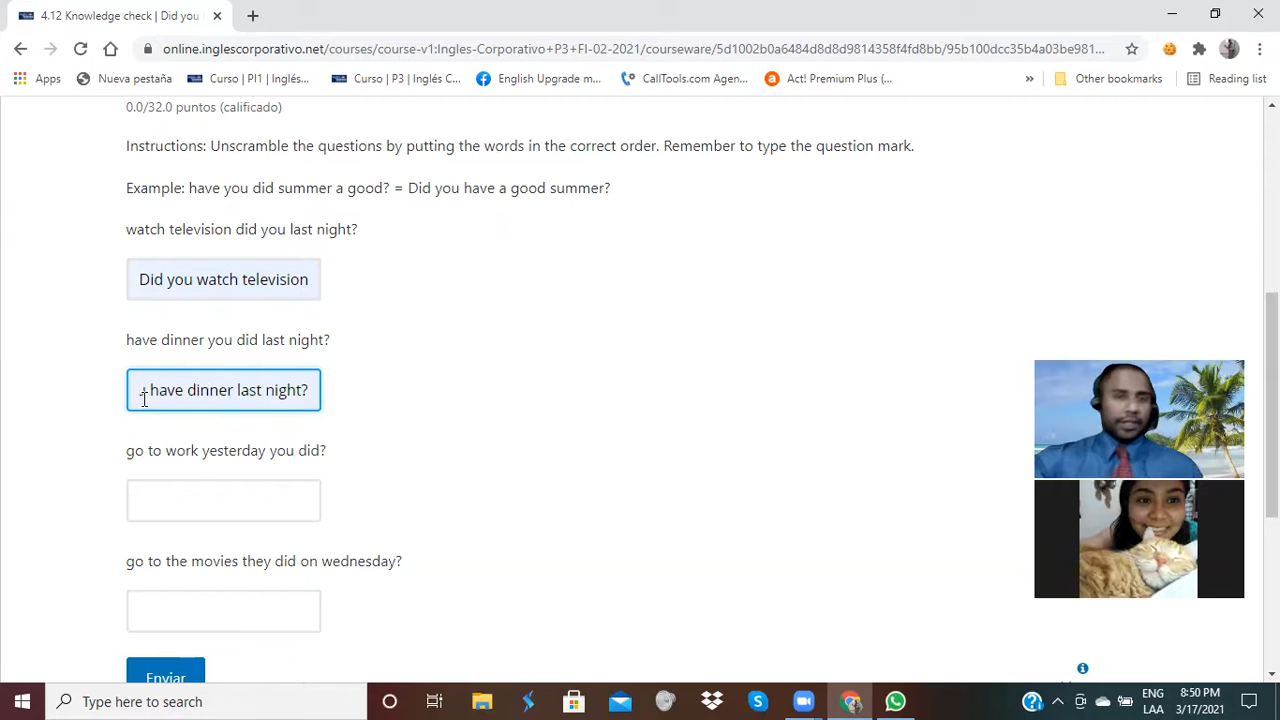 4.12 Knowledge check | Did you
online.inglescorporativo.net/courses/course-v1:Ingles-Corporativo+P3+FI-02-2021/courseware/5d1002b0a6484d8d8d9814358f4fd8bb/95b100dcc35b4a03be981...
Apps Nueva pestaña Curso | PI1 | Inglés... Curso | P3 | Inglés C... English Upgrade m... CallTools.com Agen... Act! Premium Plus (... » Other bookmarks Reading list
0.0/32.0 puntos (calificado)
Instructions: Unscramble the questions by putting the words in the correct order. Remember to type the question mark.
Example: have you did summer a good? = Did you have a good summer?
watch television did you last night?
Did you watch television
have dinner you did last night?
have dinner last night?
go to work yesterday you did?
go to the movies they did on wednesday?
Enviar
Type here to search
ENG 8:50 PM
LAA 3/17/2021